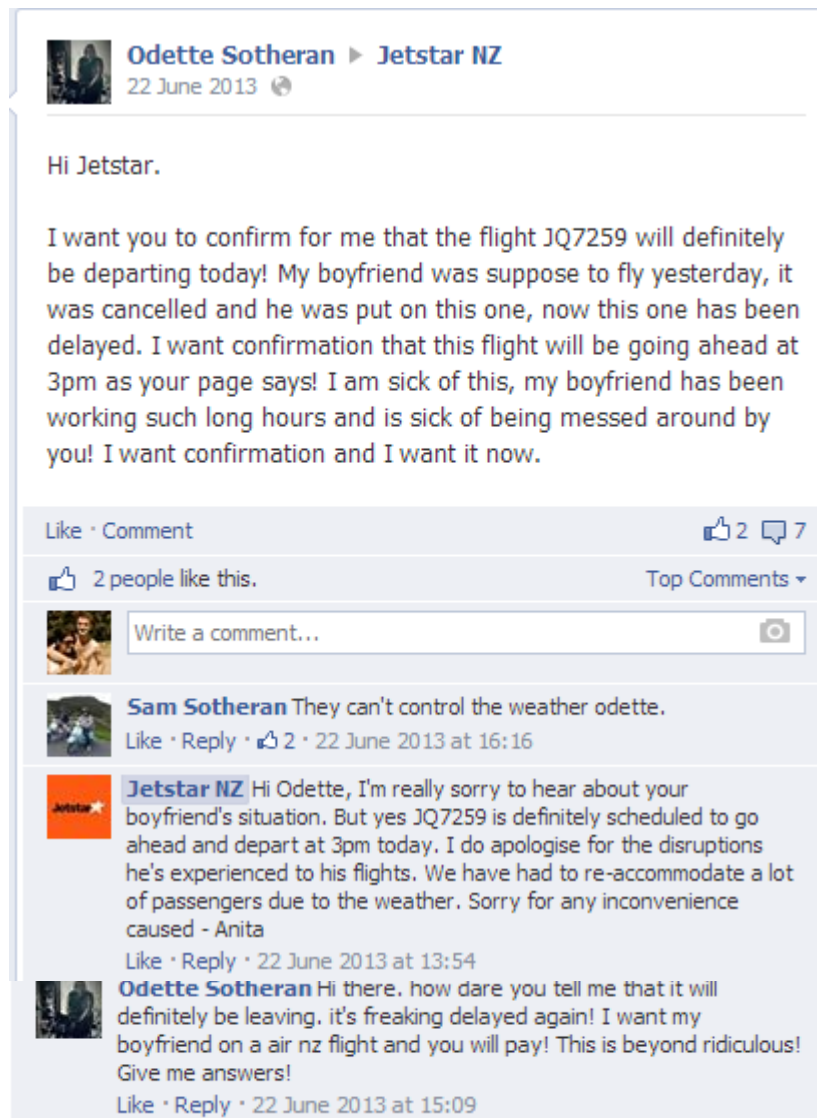 Odette Sotheran ▶ Jetstar NZ
22 June 2013
Hi Jetstar.
I want you to confirm for me that the flight JQ7259 will definitely
be departing today! My boyfriend was suppose to fly yesterday, it
was cancelled and he was put on this one, now this one has been
delayed. I want confirmation that this flight will be going ahead at
3pm as your page says! I am sick of this, my boyfriend has been
working such long hours and is sick of being messed around by
you! I want confirmation and I want it now.
Like · Comment 2 7
2 people like this. Top Comments
Write a comment...
Sam Sotheran They can't control the weather odette.
Like · Reply · 2 · 22 June 2013 at 16:16
Jetstar
Jetstar NZ Hi Odette, I'm really sorry to hear about your
boyfriend's situation. But yes JQ7259 is definitely scheduled to go
ahead and depart at 3pm today. I do apologise for the disruptions
he's experienced to his flights. We have had to re-accommodate a lot
of passengers due to the weather. Sorry for any inconvenience
caused - Anita
Like · Reply · 22 June 2013 at 13:54
Odette Sotheran Hi there. how dare you tell me that it will
definitely be leaving. it's freaking delayed again! I want my
boyfriend on a air nz flight and you will pay! This is beyond ridiculous!
Give me answers!
Like · Reply · 22 June 2013 at 15:09